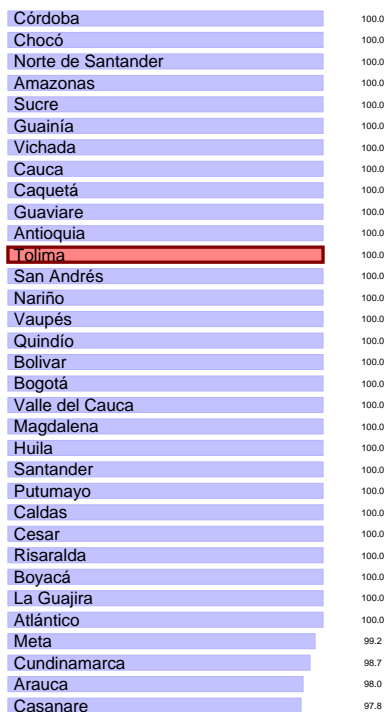 Córdoba 100.0
Chocó 100.0
Norte de Santander 100.0
Amazonas 100.0
Sucre 100.0
Guainía 100.0
Vichada 100.0
Cauca 100.0
Caquetá 100.0
Guaviare 100.0
Antioquia 100.0
Tolima 100.0
San Andrés 100.0
Nariño 100.0
Vaupés 100.0
Quindío 100.0
Bolivar 100.0
Bogotá 100.0
Valle del Cauca 100.0
Magdalena 100.0
Huila 100.0
Santander 100.0
Putumayo 100.0
Caldas 100.0
Cesar 100.0
Risaralda 100.0
Boyacá 100.0
La Guajira 100.0
Atlántico 100.0
Meta 99.2
Cundinamarca 98.7
Arauca 98.0
Casanare 97.8